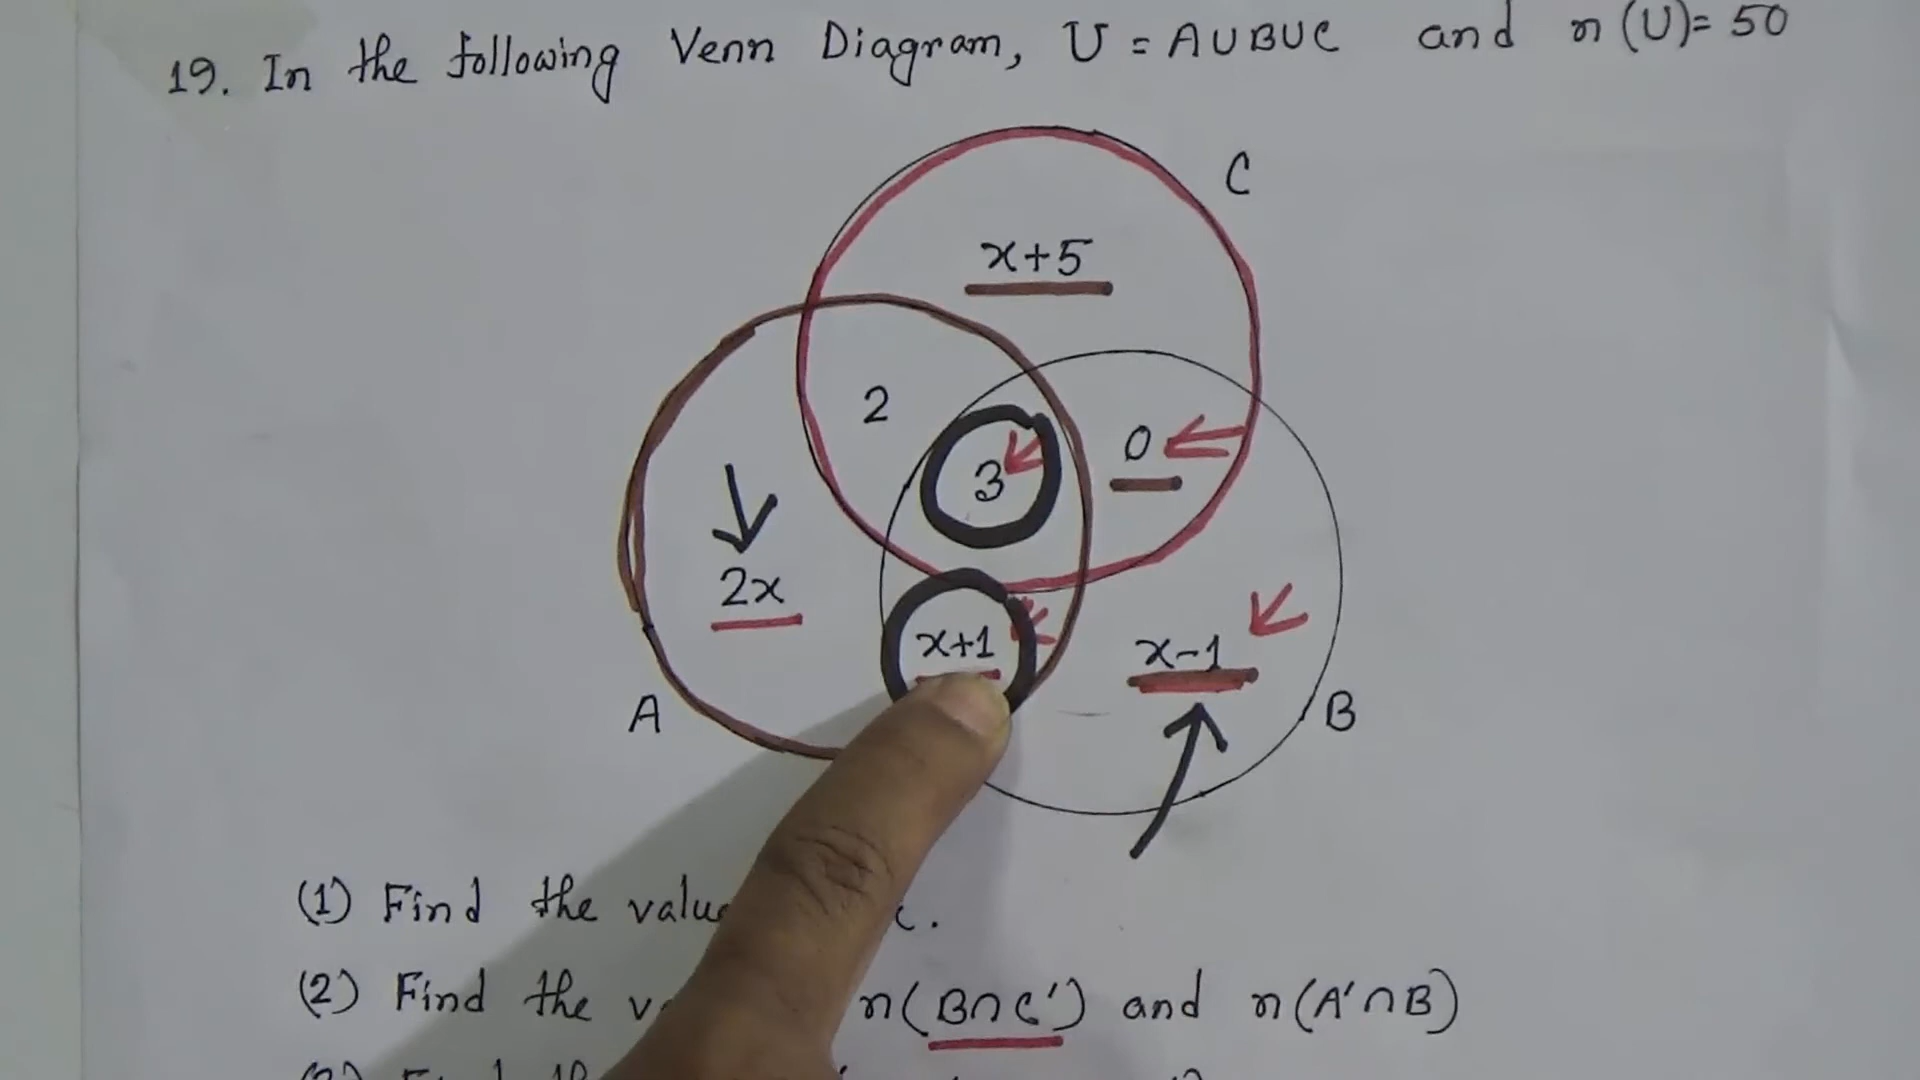 19. In the following Venn Diagram, U = A∪B∪C and n(U)= 50
C
x+5
2
0
3
2x
x+1
x-1
A
B
(1) Find the
(2) Find the n(B∩C') and n(A'∩B)